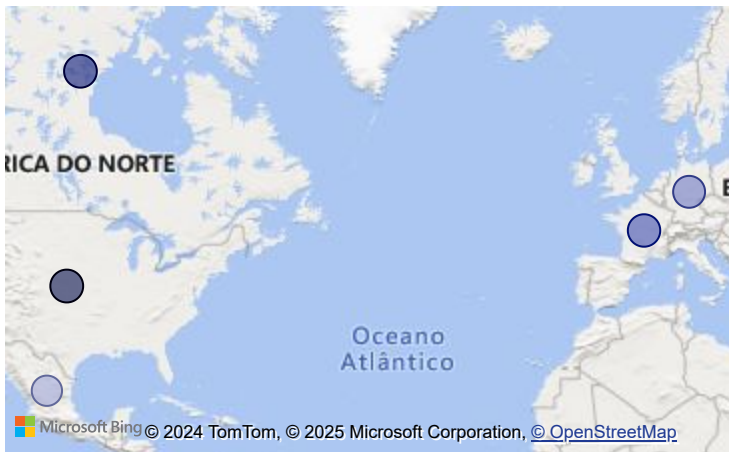 RICA DO NORTE
E
Oceano
Atlântico
Microsoft Bing
© 2024 TomTom, © 2025 Microsoft Corporation, © OpenStreetMap